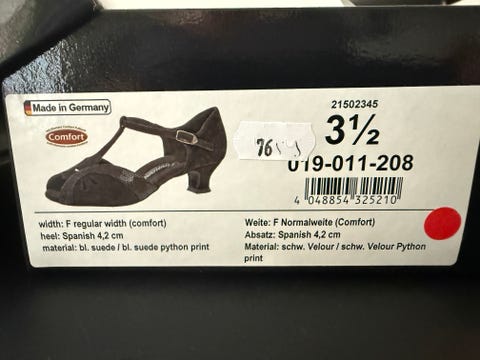 Made in Germany
Comfort
21502345
3½
019-011-208
4 048854 325210
width: F regular width (comfort)
heel: Spanish 4,2 cm
material: bl. suede / bl. suede python print
Weite: F Normalweite (Comfort)
Absatz: Spanish 4,2 cm
Material: schw. Velour / schw. Velour Python
print